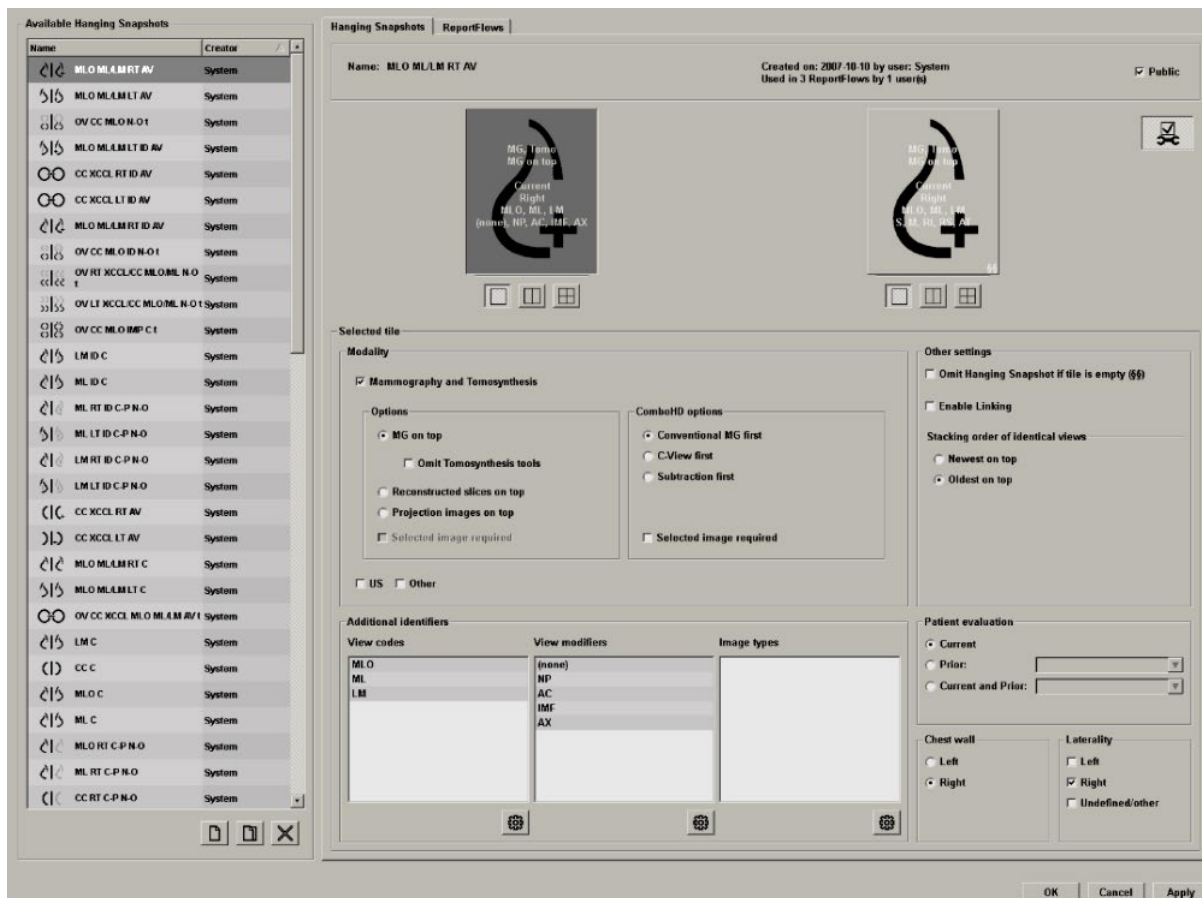 Available Hanging Snapshots
Name Creator
MLO ML/LM RT AV System
MLO ML/LM LT AV System
OV CC MLO N-O t System
MLO ML/LM LT ID AV System
CC XCCL RT ID AV System
CC XCCL LT ID AV System
MLO ML/LM RT ID AV System
OV CC MLO ID N-O t System
OV RT XCCL/CC MLO/ML N-O t System
OV LT XCCL/CC MLO/ML N-O t System
OV CC MLO IMP C t System
LM ID C System
ML ID C System
ML RT ID C-P N-O System
ML LT ID C-P N-O System
LM RT ID C-P N-O System
LM LT ID C-P N-O System
CC XCCL RT AV System
CC XCCL LT AV System
MLO ML/LM RT C System
MLO ML/LM LT C System
OV CC XCCL MLO ML/LM AV t System
LM C System
CC C System
MLO C System
ML C System
MLO RT C-P N-O System
ML RT C-P N-O System
CC RT C-P N-O System
Hanging Snapshots ReportFlows
Name: MLO ML/LM RT AV
Created on: 2007-10-10 by user: System
Used in 3 ReportFlows by 1 user(s)
Public
MG, Tomo
MG on top
Current
Right
MLO, ML, LM
(none), NP, AC, IMF, AX
MG, Tomo
MG on top
Current
Right
MLO, ML, LM
S, M, RL, RS, AT
§§
Selected tile
Modality
Mammography and Tomosynthesis
Options
MG on top
Omit Tomosynthesis tools
Reconstructed slices on top
Projection images on top
Selected image required
ComboHD options
Conventional MG first
C-View first
Subtraction first
Selected image required
US Other
Other settings
Omit Hanging Snapshot if tile is empty (§§)
Enable Linking
Stacking order of identical views
Newest on top
Oldest on top
Additional identifiers
View codes
MLO
ML
LM
View modifiers
(none)
NP
AC
IMF
AX
Image types
Patient evaluation
Current
Prior:
Current and Prior:
Chest wall
Left
Right
Laterality
Left
Right
Undefined/other
OK Cancel Apply